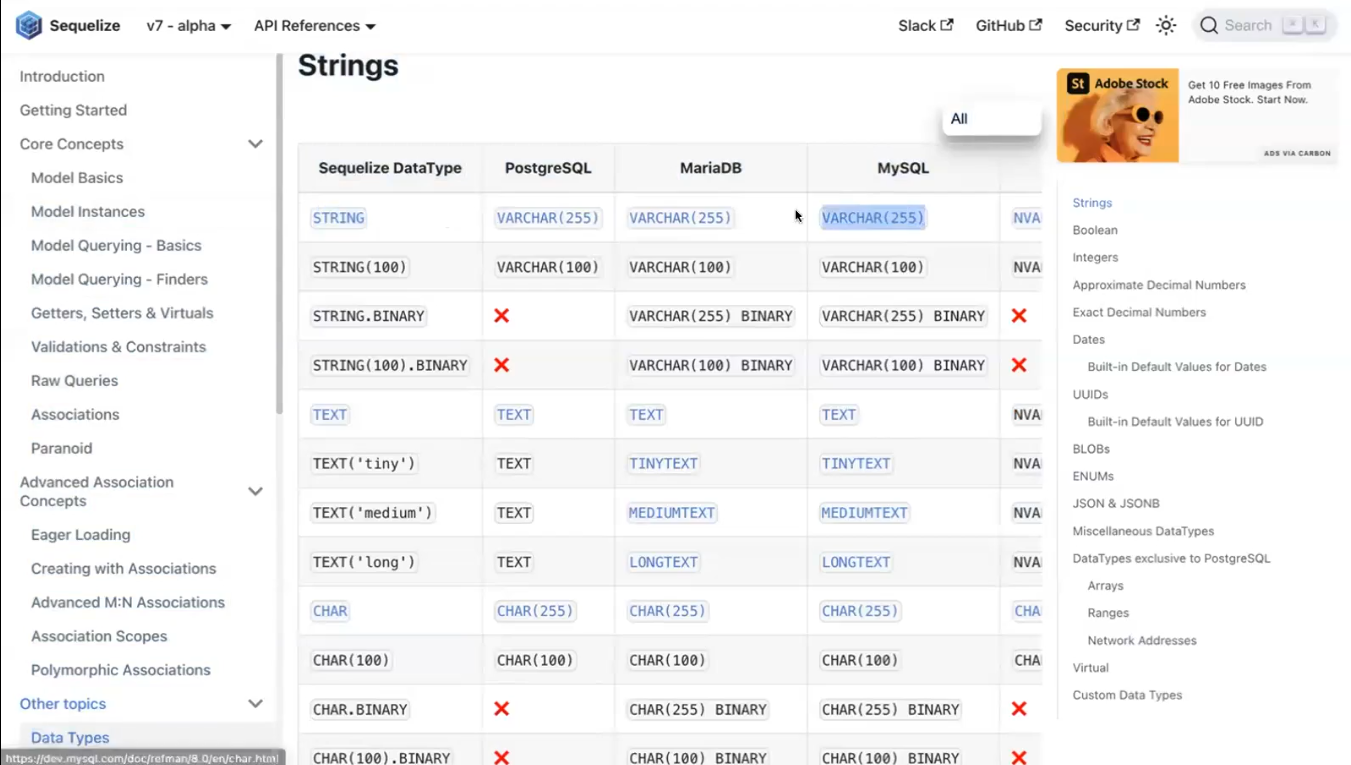 Sequelize v7 - alpha API References Slack GitHub Security Search ⌘ K
Introduction
Getting Started
Core Concepts
Model Basics
Model Instances
Model Querying - Basics
Model Querying - Finders
Getters, Setters & Virtuals
Validations & Constraints
Raw Queries
Associations
Paranoid
Advanced Association
Concepts
Eager Loading
Creating with Associations
Advanced M:N Associations
Association Scopes
Polymorphic Associations
Other topics
Data Types
https://dev.mysql.com/doc/refman/8.0/en/char.html
Strings
All
Sequelize DataType PostgreSQL MariaDB MySQL
STRING VARCHAR(255) VARCHAR(255) VARCHAR(255) NVA
STRING(100) VARCHAR(100) VARCHAR(100) VARCHAR(100) NVA
STRING.BINARY ❌ VARCHAR(255) BINARY VARCHAR(255) BINARY ❌
STRING(100).BINARY ❌ VARCHAR(100) BINARY VARCHAR(100) BINARY ❌
TEXT TEXT TEXT TEXT NVA
TEXT('tiny') TEXT TINYTEXT TINYTEXT NVA
TEXT('medium') TEXT MEDIUMTEXT MEDIUMTEXT NVA
TEXT('long') TEXT LONGTEXT LONGTEXT NVA
CHAR CHAR(255) CHAR(255) CHAR(255) CHA
CHAR(100) CHAR(100) CHAR(100) CHAR(100) CHA
CHAR.BINARY ❌ CHAR(255) BINARY CHAR(255) BINARY ❌
CHAR(100).BINARY ❌ CHAR(100) BINARY CHAR(100) BINARY ❌
St Adobe Stock
Get 10 Free Images From
Adobe Stock. Start Now.
ADS VIA CARBON
Strings
Boolean
Integers
Approximate Decimal Numbers
Exact Decimal Numbers
Dates
Built-in Default Values for Dates
UUIDs
Built-in Default Values for UUID
BLOBs
ENUMs
JSON & JSONB
Miscellaneous DataTypes
DataTypes exclusive to PostgreSQL
Arrays
Ranges
Network Addresses
Virtual
Custom Data Types